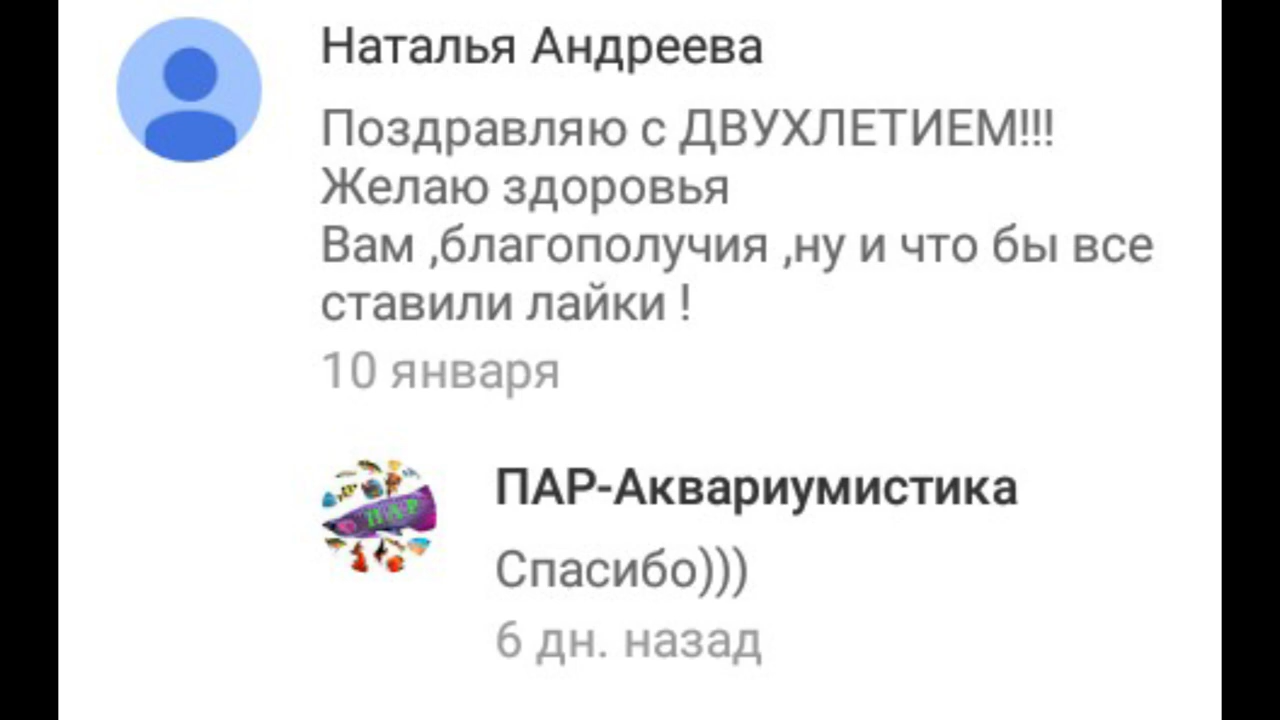 Наталья Андреева
Поздравляю с ДВУХЛЕТИЕМ!!!
Желаю здоровья
Вам ,благополучия ,ну и что бы все
ставили лайки !
10 января
ПАР
ПАР-Аквариумистика
Спасибо)))
6 дн. назад